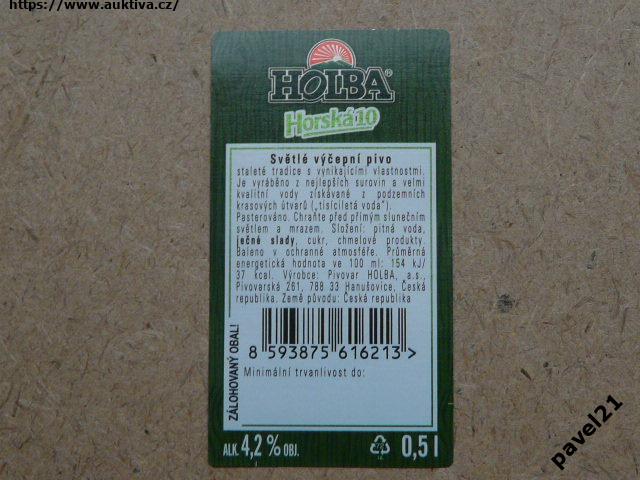 https://www.auktiva.cz/
HOLBA®
Horská 10
Světlé výčepní pivo
staleté tradice s vynikajícími vlastnostmi.
Je vyráběno z nejlepších surovin a velmi
kvalitní vody získávané z podzemních
krasových útvarů („tisíciletá voda").
Pasterováno. Chraňte před přímým slunečním
světlem a mrazem. Složení: pitná voda,
ječné slady, cukr, chmelové produkty.
Baleno v ochranné atmosféře. Průměrná
energetická hodnota ve 100 ml: 154 kJ/
37 kcal. Výrobce: Pivovar HOLBA, a.s.,
Pivovarská 261, 788 33 Hanušovice, Česká
republika. Země původu: Česká republika
8 593875 616213 >
Minimální trvanlivost do:
ZÁLOHOVANÝ OBAL!
ALK. 4,2 % OBJ.
0,5 l
pavel21